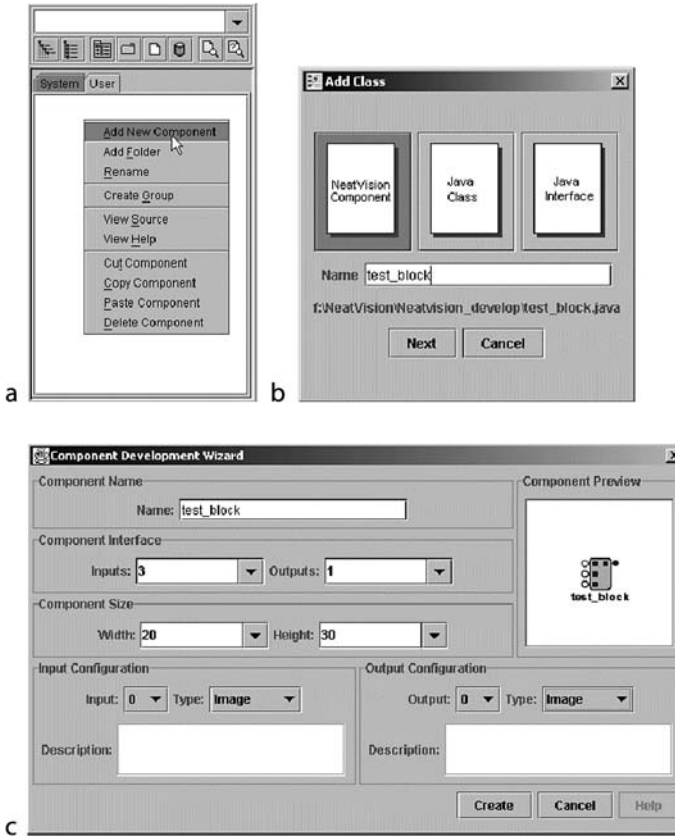 System User
Add New Component
Add Folder
Rename
Create Group
View Source
View Help
Cut Component
Copy Component
Paste Component
Delete Component
a
Add Class
NeatVision
Component
Java
Class
Java
Interface
Name test_block
f:\NeatVision\Neatvision_develop\test_block.java
Next Cancel
b
Component Development Wizard
Component Name
Name: test_block
Component Preview
test_block
Component Interface
Inputs: 3 Outputs: 1
Component Size
Width: 20 Height: 30
Input Configuration
Input: 0 Type: Image
Description:
Output Configuration
Output: 0 Type: Image
Description:
Create Cancel Help
c